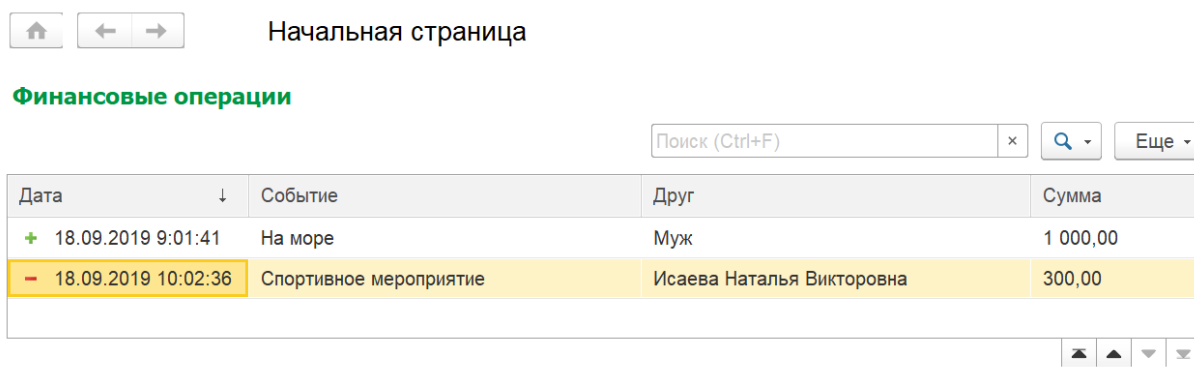 Начальная страница
Финансовые операции
Поиск (Ctrl+F) × Еще
Дата ↓ Событие Друг Сумма
+ 18.09.2019 9:01:41 На море Муж 1 000,00
− 18.09.2019 10:02:36 Спортивное мероприятие Исаева Наталья Викторовна 300,00